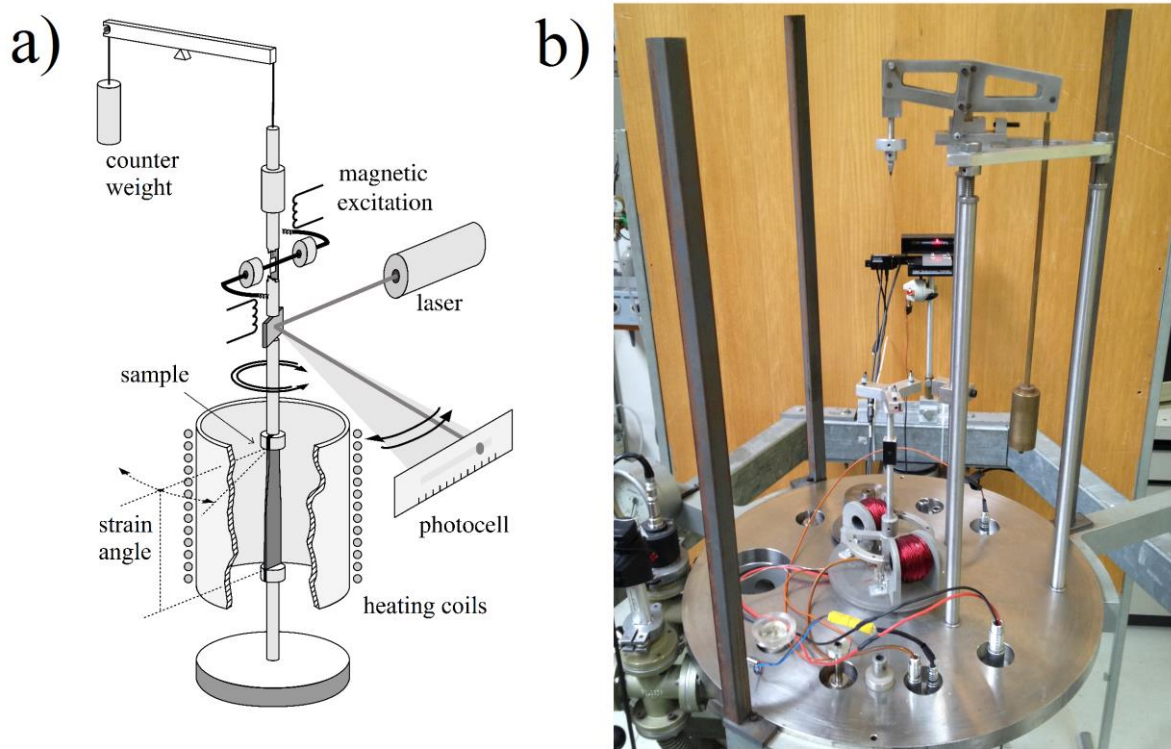 a)
counter
weight
magnetic
excitation
laser
sample
strain
angle
photocell
heating coils
b)